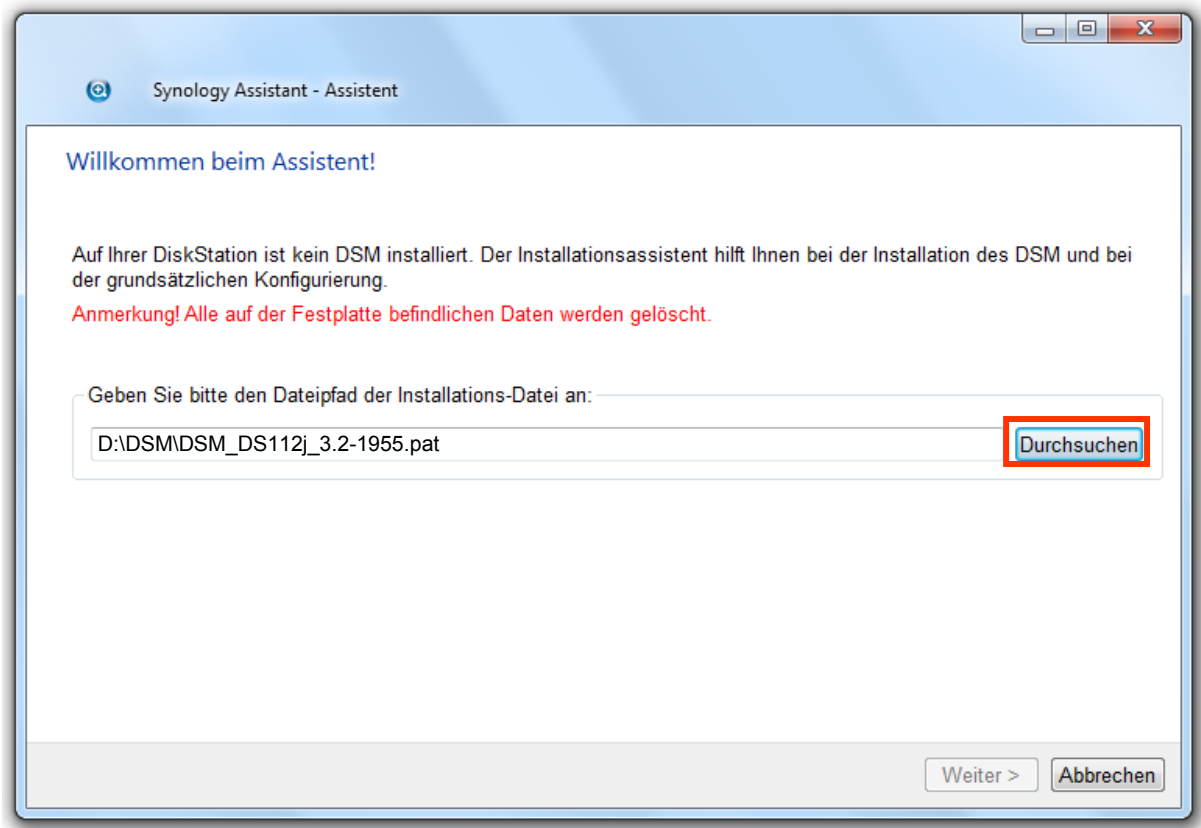 Synology Assistant - Assistent
Willkommen beim Assistent!
Auf Ihrer DiskStation ist kein DSM installiert. Der Installationsassistent hilft Ihnen bei der Installation des DSM und bei
der grundsätzlichen Konfigurierung.
Anmerkung! Alle auf der Festplatte befindlichen Daten werden gelöscht.
Geben Sie bitte den Dateipfad der Installations-Datei an:
D:\DSM\DSM_DS112j_3.2-1955.pat
Durchsuchen
Weiter >
Abbrechen